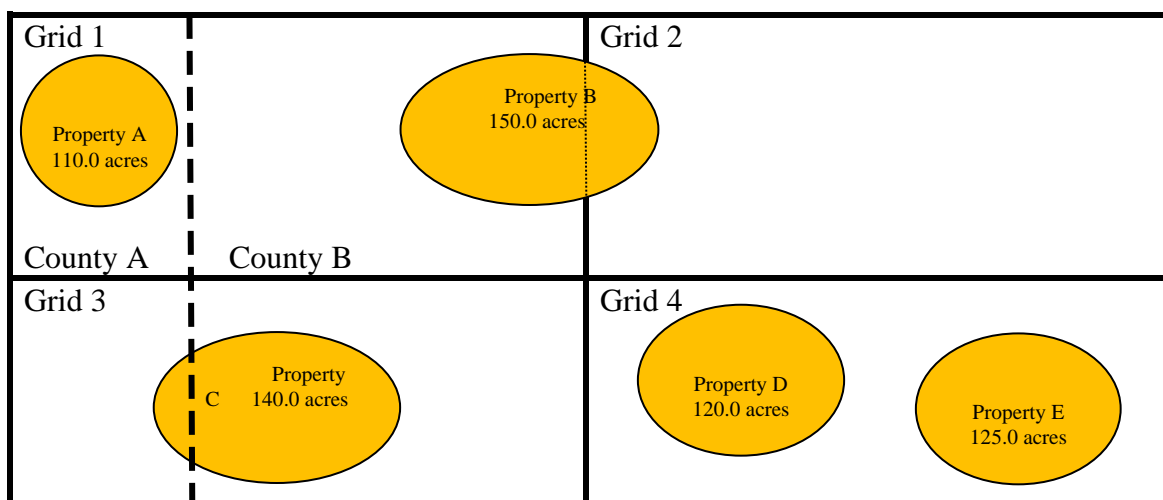 Grid 1
Grid 2
Property A
110.0 acres
Property B
150.0 acres
County A
County B
Grid 3
Grid 4
Property
C 140.0 acres
Property D
120.0 acres
Property E
125.0 acres